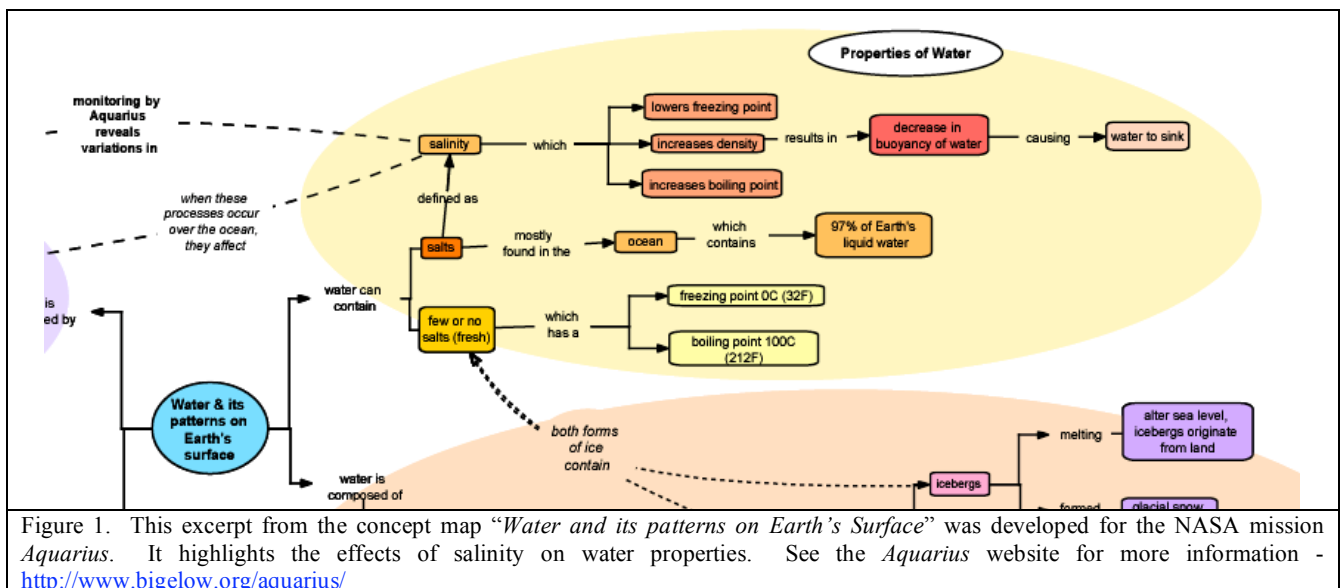 Properties of Water
monitoring by
Aquarius
reveals
variations in
lowers freezing point
salinity
which
increases density
results in
decrease in
buoyancy of water
causing
water to sink
increases boiling point
when these
processes occur
over the ocean,
they affect
defined as
salts
mostly
found in the
ocean
which
contains
97% of Earth's
liquid water
is
ed by
water can
contain
few or no
salts (fresh)
which
has a
freezing point 0C (32F)
boiling point 100C
(212F)
Water & its
patterns on
Earth's
surface
both forms
of ice
contain
melting
alter sea level,
icebergs originate
from land
icebergs
water is
composed of
formed
glacial snow
Figure 1. This excerpt from the concept map “Water and its patterns on Earth’s Surface” was developed for the NASA mission
Aquarius. It highlights the effects of salinity on water properties. See the Aquarius website for more information -
http://www.bigelow.org/aquarius/